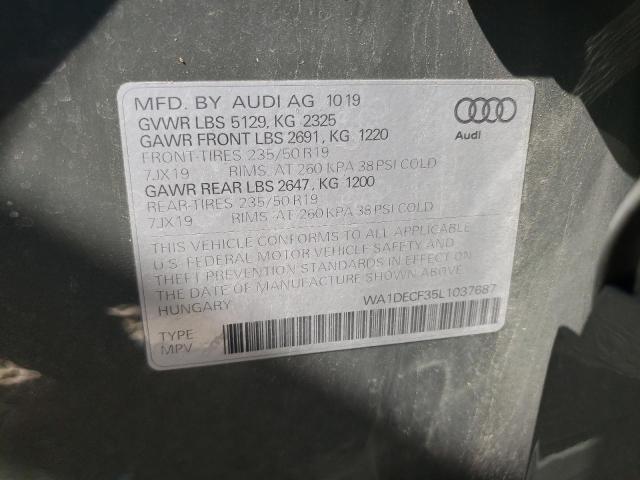 MFD. BY AUDI AG 10 19
GVWR LBS 5129, KG 2325
GAWR FRONT LBS 2691, KG 1220
FRONT-TIRES 235/50 R19
7JX19 RIMS. AT 260 KPA 38 PSI COLD
GAWR REAR LBS 2647, KG 1200
REAR-TIRES 235/50 R19
7JX19 RIMS -AT 260 KPA 38 PSI COLD
Audi
THIS VEHICLE CONFORMS TO ALL APPLICABLE
U.S. FEDERAL MOTOR VEHICLE SAFETY AND
THEFT PREVENTION STANDARDS IN EFFECT ON
THE DATE OF MANUFACTURE SHOWN ABOVE.
HUNGARY
WA1DECF35L1037687
TYPE
MPV